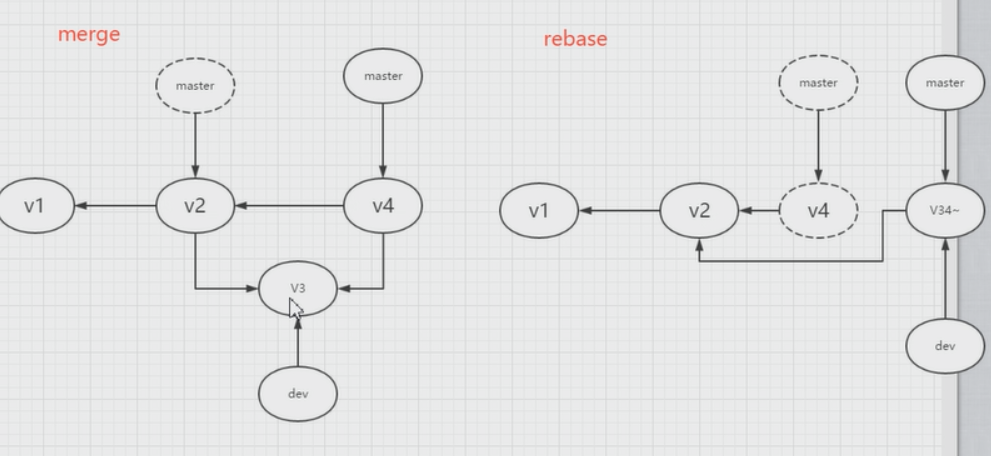 merge
rebase
master
master
v1
v2
v4
V3
dev
master
master
v1
v2
v4
V34~
dev